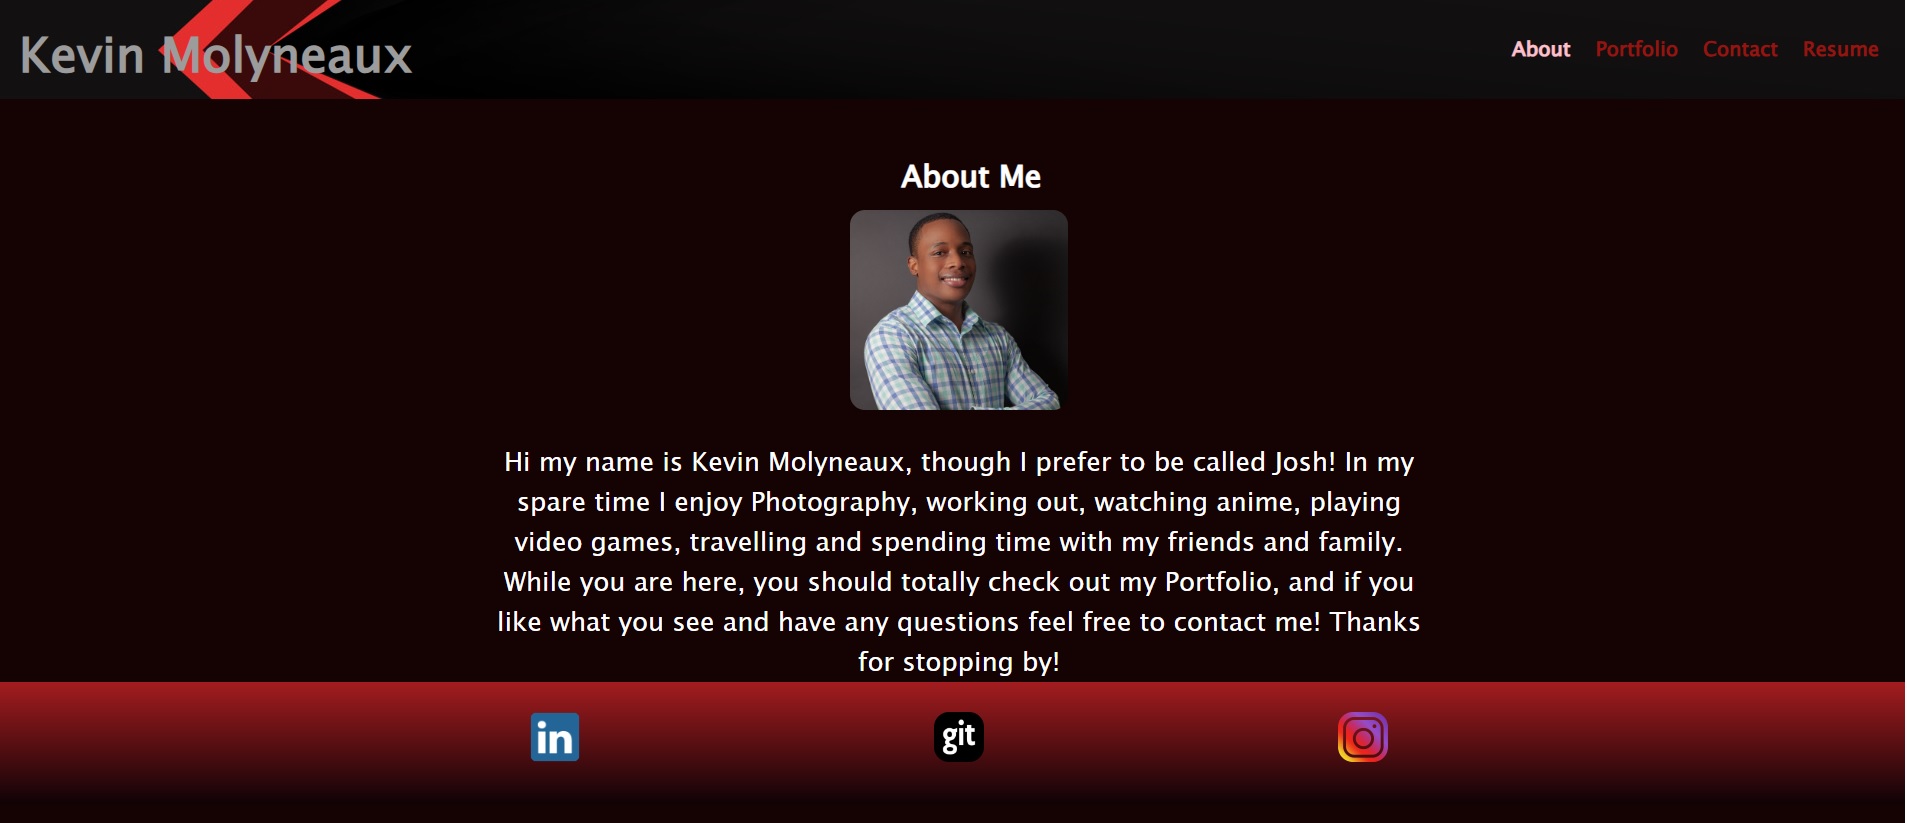 Kevin Molyneaux
About Portfolio Contact Resume
About Me
Hi my name is Kevin Molyneaux, though I prefer to be called Josh! In my
spare time I enjoy Photography, working out, watching anime, playing
video games, travelling and spending time with my friends and family.
While you are here, you should totally check out my Portfolio, and if you
like what you see and have any questions feel free to contact me! Thanks
for stopping by!
in git